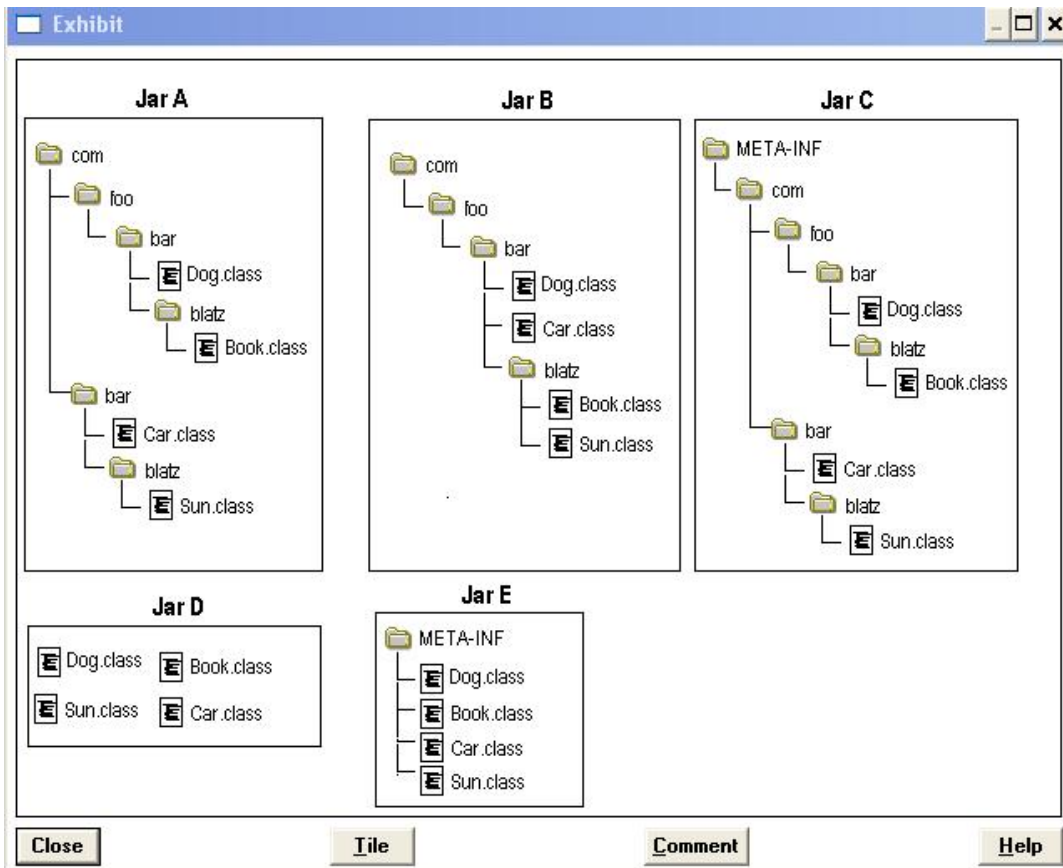 Exhibit
Jar A
com
foo
bar
Dog.class
blatz
Book.class
bar
Car.class
blatz
Sun.class
Jar B
com
foo
bar
Dog.class
Car.class
blatz
Book.class
Sun.class
Jar C
META-INF
com
foo
bar
Dog.class
blatz
Book.class
bar
Car.class
blatz
Sun.class
Jar D
Dog.class
Book.class
Sun.class
Car.class
Jar E
META-INF
Dog.class
Book.class
Car.class
Sun.class
Close
Tile
Comment
Help